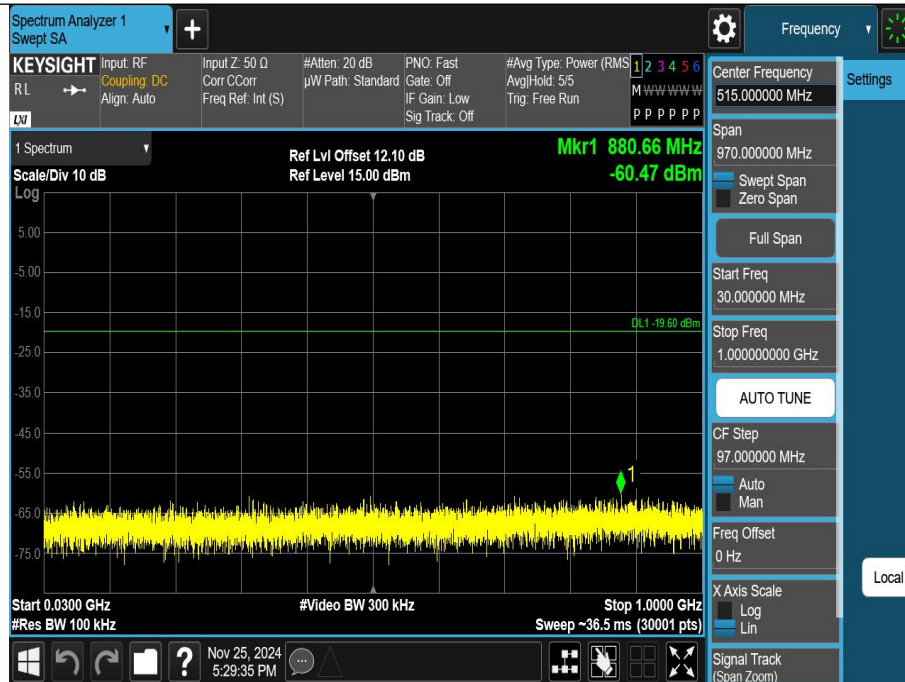 Spectrum Analyzer 1
Swept SA
Frequency
KEYSIGHT
RL
LXI
Input: RF
Coupling: DC
Align: Auto
Input Z: 50 Ω
Corr CCorr
Freq Ref: Int (S)
#Atten: 20 dB
µW Path: Standard
PNO: Fast
Gate: Off
IF Gain: Low
Sig Track: Off
#Avg Type: Power (RMS
Avg|Hold: 5/5
Trig: Free Run
1 2 3 4 5 6
M W W W W W
P P P P P P
1 Spectrum
Scale/Div 10 dB
Log
Ref Lvl Offset 12.10 dB
Ref Level 15.00 dBm
Mkr1 880.66 MHz
-60.47 dBm
5.00
-5.00
-15.0
DL1 -19.60 dBm
-25.0
-35.0
-45.0
-55.0
1
-65.0
-75.0
Start 0.0300 GHz
#Res BW 100 kHz
#Video BW 300 kHz
Stop 1.0000 GHz
Sweep ~36.5 ms (30001 pts)
Center Frequency
515.000000 MHz
Settings
Span
970.000000 MHz
Swept Span
Zero Span
Full Span
Start Freq
30.000000 MHz
Stop Freq
1.000000000 GHz
AUTO TUNE
CF Step
97.000000 MHz
Auto
Man
Freq Offset
0 Hz
Local
X Axis Scale
Log
Lin
Signal Track
(Span Zoom)
?
Nov 25, 2024
5:29:35 PM